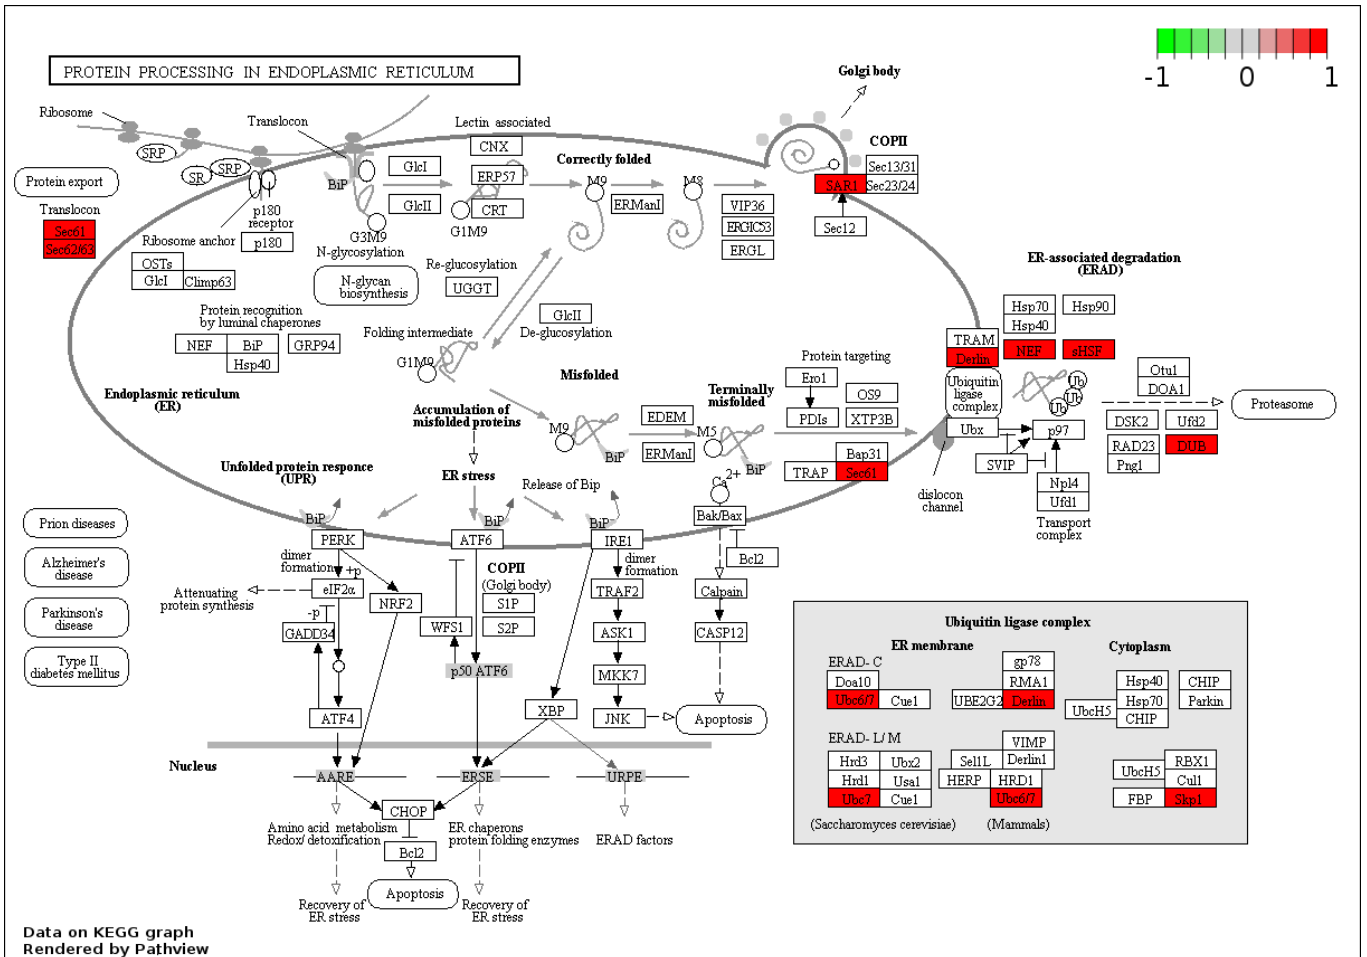 PROTEIN PROCESSING IN ENDOPLASMIC RETICULUM
-1 0 1
Golgi body
Ribosome
Translocon
Lectin associated
CNX
Correctly folded
COPII
SRP
SR
SRP
BiP
GlcI
ERP57
M9
M8
Sec13/31
SAR1
Sec23/24
Protein export
Translocon
Sec61
Sec62/63
p180
receptor
p180
Ribosome anchor
OSTs
GlcI
Climp63
GlcII
CRT
G1M9
G3M9
N-glycosylation
N-glycan
biosynthesis
ERManI
VIP36
ERGIC53
ERGL
Sec12
Re-glucosylation
UGGT
GlcII
De-glucosylation
ER-associated degradation
(ERAD)
Hsp70
Hsp40
Hsp90
TRAM
Derlin
NEF
sHSF
Protein recognition
by luminal chaperones
NEF
BiP
GRP94
Hsp40
Folding intermediate
G1M9
Endoplasmic reticulum
(ER)
Misfolded
Terminally
misfolded
Protein targeting
Ero1
OS9
PDIs
XTP3B
Ubiquitin
ligase
complex
Ub
Ub
Ub
Otu1
DOA1
Proteasome
Accumulation of
misfolded proteins
M9
EDEM
ERManI
M5
BiP
BiP
Bap31
TRAP
Sec61
Ubx
p97
SVIP
DSK2
Ufd2
RAD23
DUB
Png1
Npl4
Ufd1
Transport
complex
dislocon
channel
Unfolded protein responce
(UPR)
ER stress
Release of Bip
Ca2+
Bak/Bax
Bcl2
BiP
BiP
BiP
PERK
ATF6
IRE1
Prion diseases
Alzheimer's
disease
Parkinson's
disease
Type II
diabetes mellitus
dimer
formation
+p
eIF2α
Attenuating
protein synthesis
-p
GADD34
NRF2
ATF4
COPII
(Golgi body)
S1P
S2P
WFS1
p50 ATF6
dimer
formation
TRAF2
ASK1
MKK7
JNK
XBP
Calpain
CASP12
Apoptosis
Nucleus
AARE
ERSE
URPE
CHOP
Bcl2
Apoptosis
Amino acid metabolism
Redox/detoxification
ER chaperons
protein folding enzymes
ERAD factors
Recovery of
ER stress
Recovery of
ER stress
Ubiquitin ligase complex
ER membrane
Cytoplasm
ERAD-C
Doa10
Ubc6/7
Cue1
gp78
RMA1
UBE2G2
Derlin
Hsp40
Hsp70
UbcH5
CHIP
CHIP
Parkin
ERAD-L/M
Hrd3
Ubx2
Hrd1
Usa1
Ubc7
Cue1
VIMP
Sel1L
Derlin1
HERP
HRD1
Ubc6/7
UbcH5
RBX1
Cul1
FBP
Skp1
(Saccharomyces cerevisiae)
(Mammals)
Data on KEGG graph
Rendered by Pathview